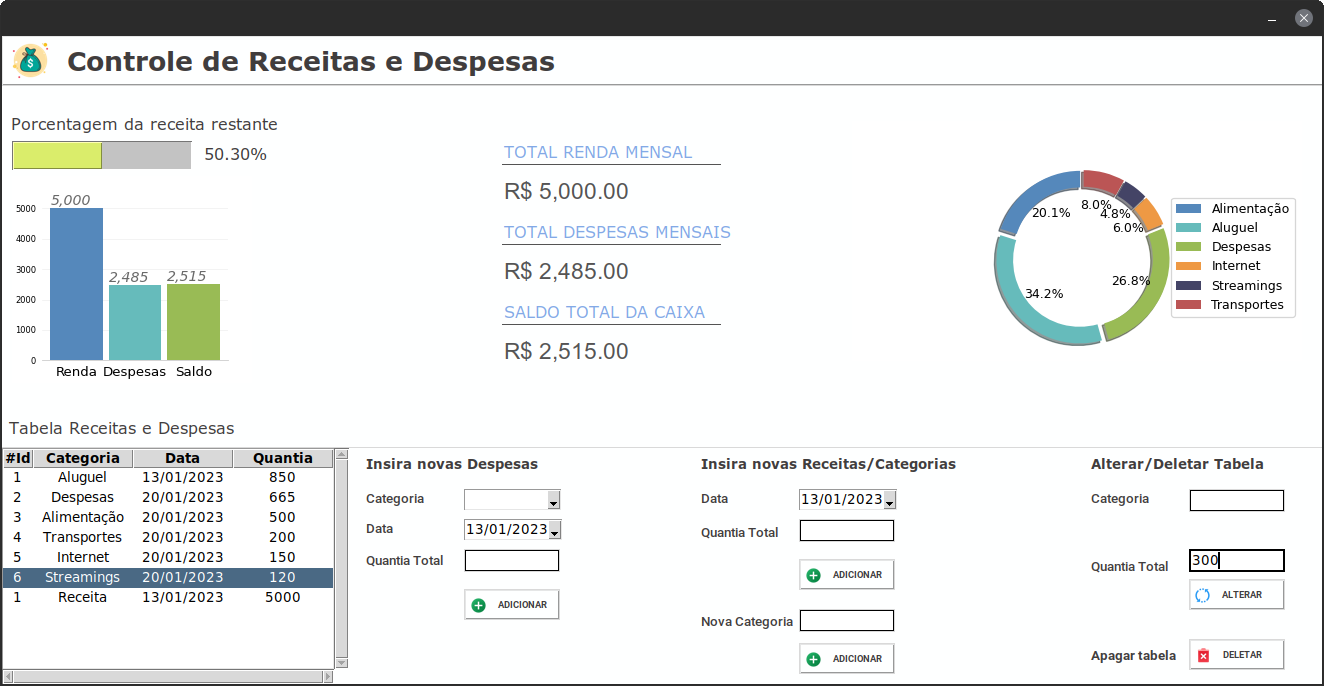 Controle de Receitas e Despesas
Porcentagem da receita restante
50.30%
5,000
2,485
2,515
5000
4000
3000
2000
1000
0
Renda Despesas Saldo
TOTAL RENDA MENSAL
R$ 5,000.00
TOTAL DESPESAS MENSAIS
R$ 2,485.00
SALDO TOTAL DA CAIXA
R$ 2,515.00
20.1%
8.0%
4.8%
6.0%
26.8%
34.2%
Alimentação
Aluguel
Despesas
Internet
Streamings
Transportes
Tabela Receitas e Despesas
#Id Categoria Data Quantia
1 Aluguel 13/01/2023 850
2 Despesas 20/01/2023 665
3 Alimentação 20/01/2023 500
4 Transportes 20/01/2023 200
5 Internet 20/01/2023 150
6 Streamings 20/01/2023 120
1 Receita 13/01/2023 5000
Insira novas Despesas
Categoria
Data 13/01/2023
Quantia Total
ADICIONAR
Insira novas Receitas/Categorias
Data 13/01/2023
Quantia Total
ADICIONAR
Nova Categoria
ADICIONAR
Alterar/Deletar Tabela
Categoria
Quantia Total 300
ALTERAR
Apagar tabela DELETAR